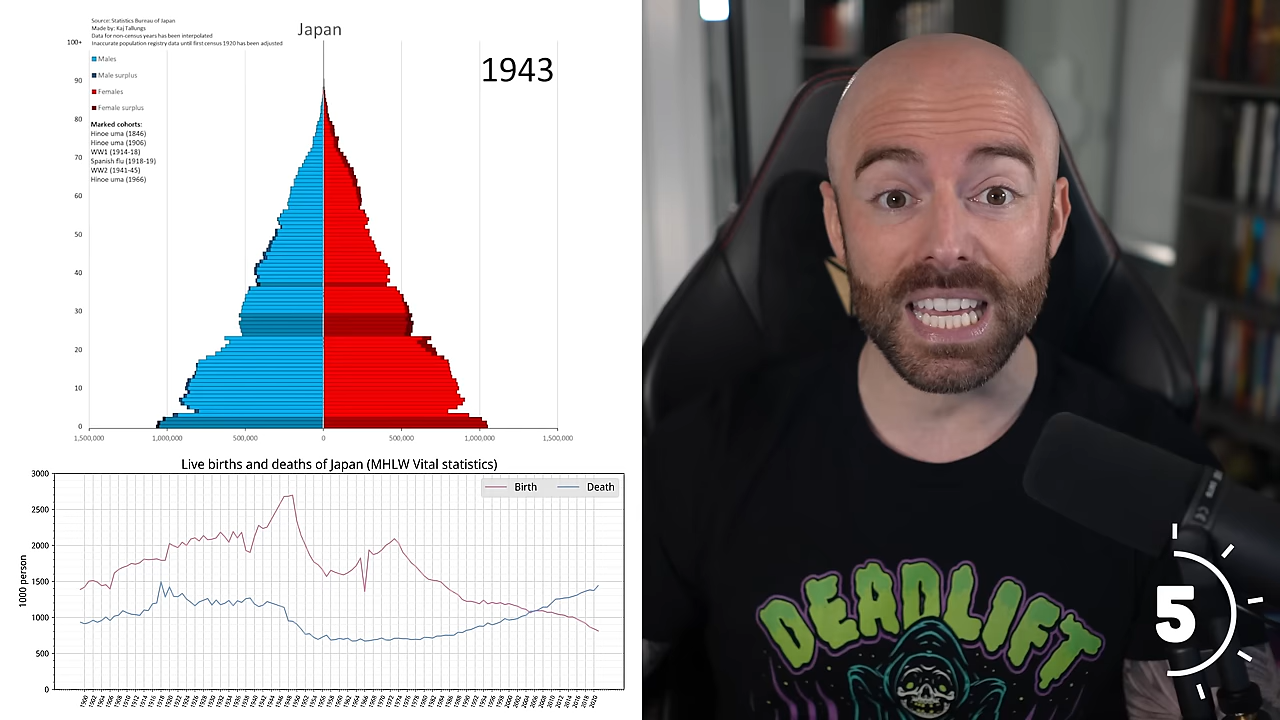 Source: Statistics Bureau of Japan
Made by: Kaj Tallungs
Data for non-census years has been interpolated
Inaccurate population registry data until first census 1920 has been adjusted
Japan
1943
Males
Male surplus
Females
Female surplus
Marked cohorts:
Hinoe uma (1846)
Hinoe uma (1906)
WW1 (1914-18)
Spanish flu (1918-19)
WW2 (1941-45)
Hinoe uma (1966)
100+
90
80
70
60
50
40
30
20
10
0
1,500,000 1,000,000 500,000 0 500,000 1,000,000 1,500,000
Live births and deaths of Japan (MHLW Vital statistics)
Birth Death
1000 person
3000
2500
2000
1500
1000
500
0
DEADLIFT
5